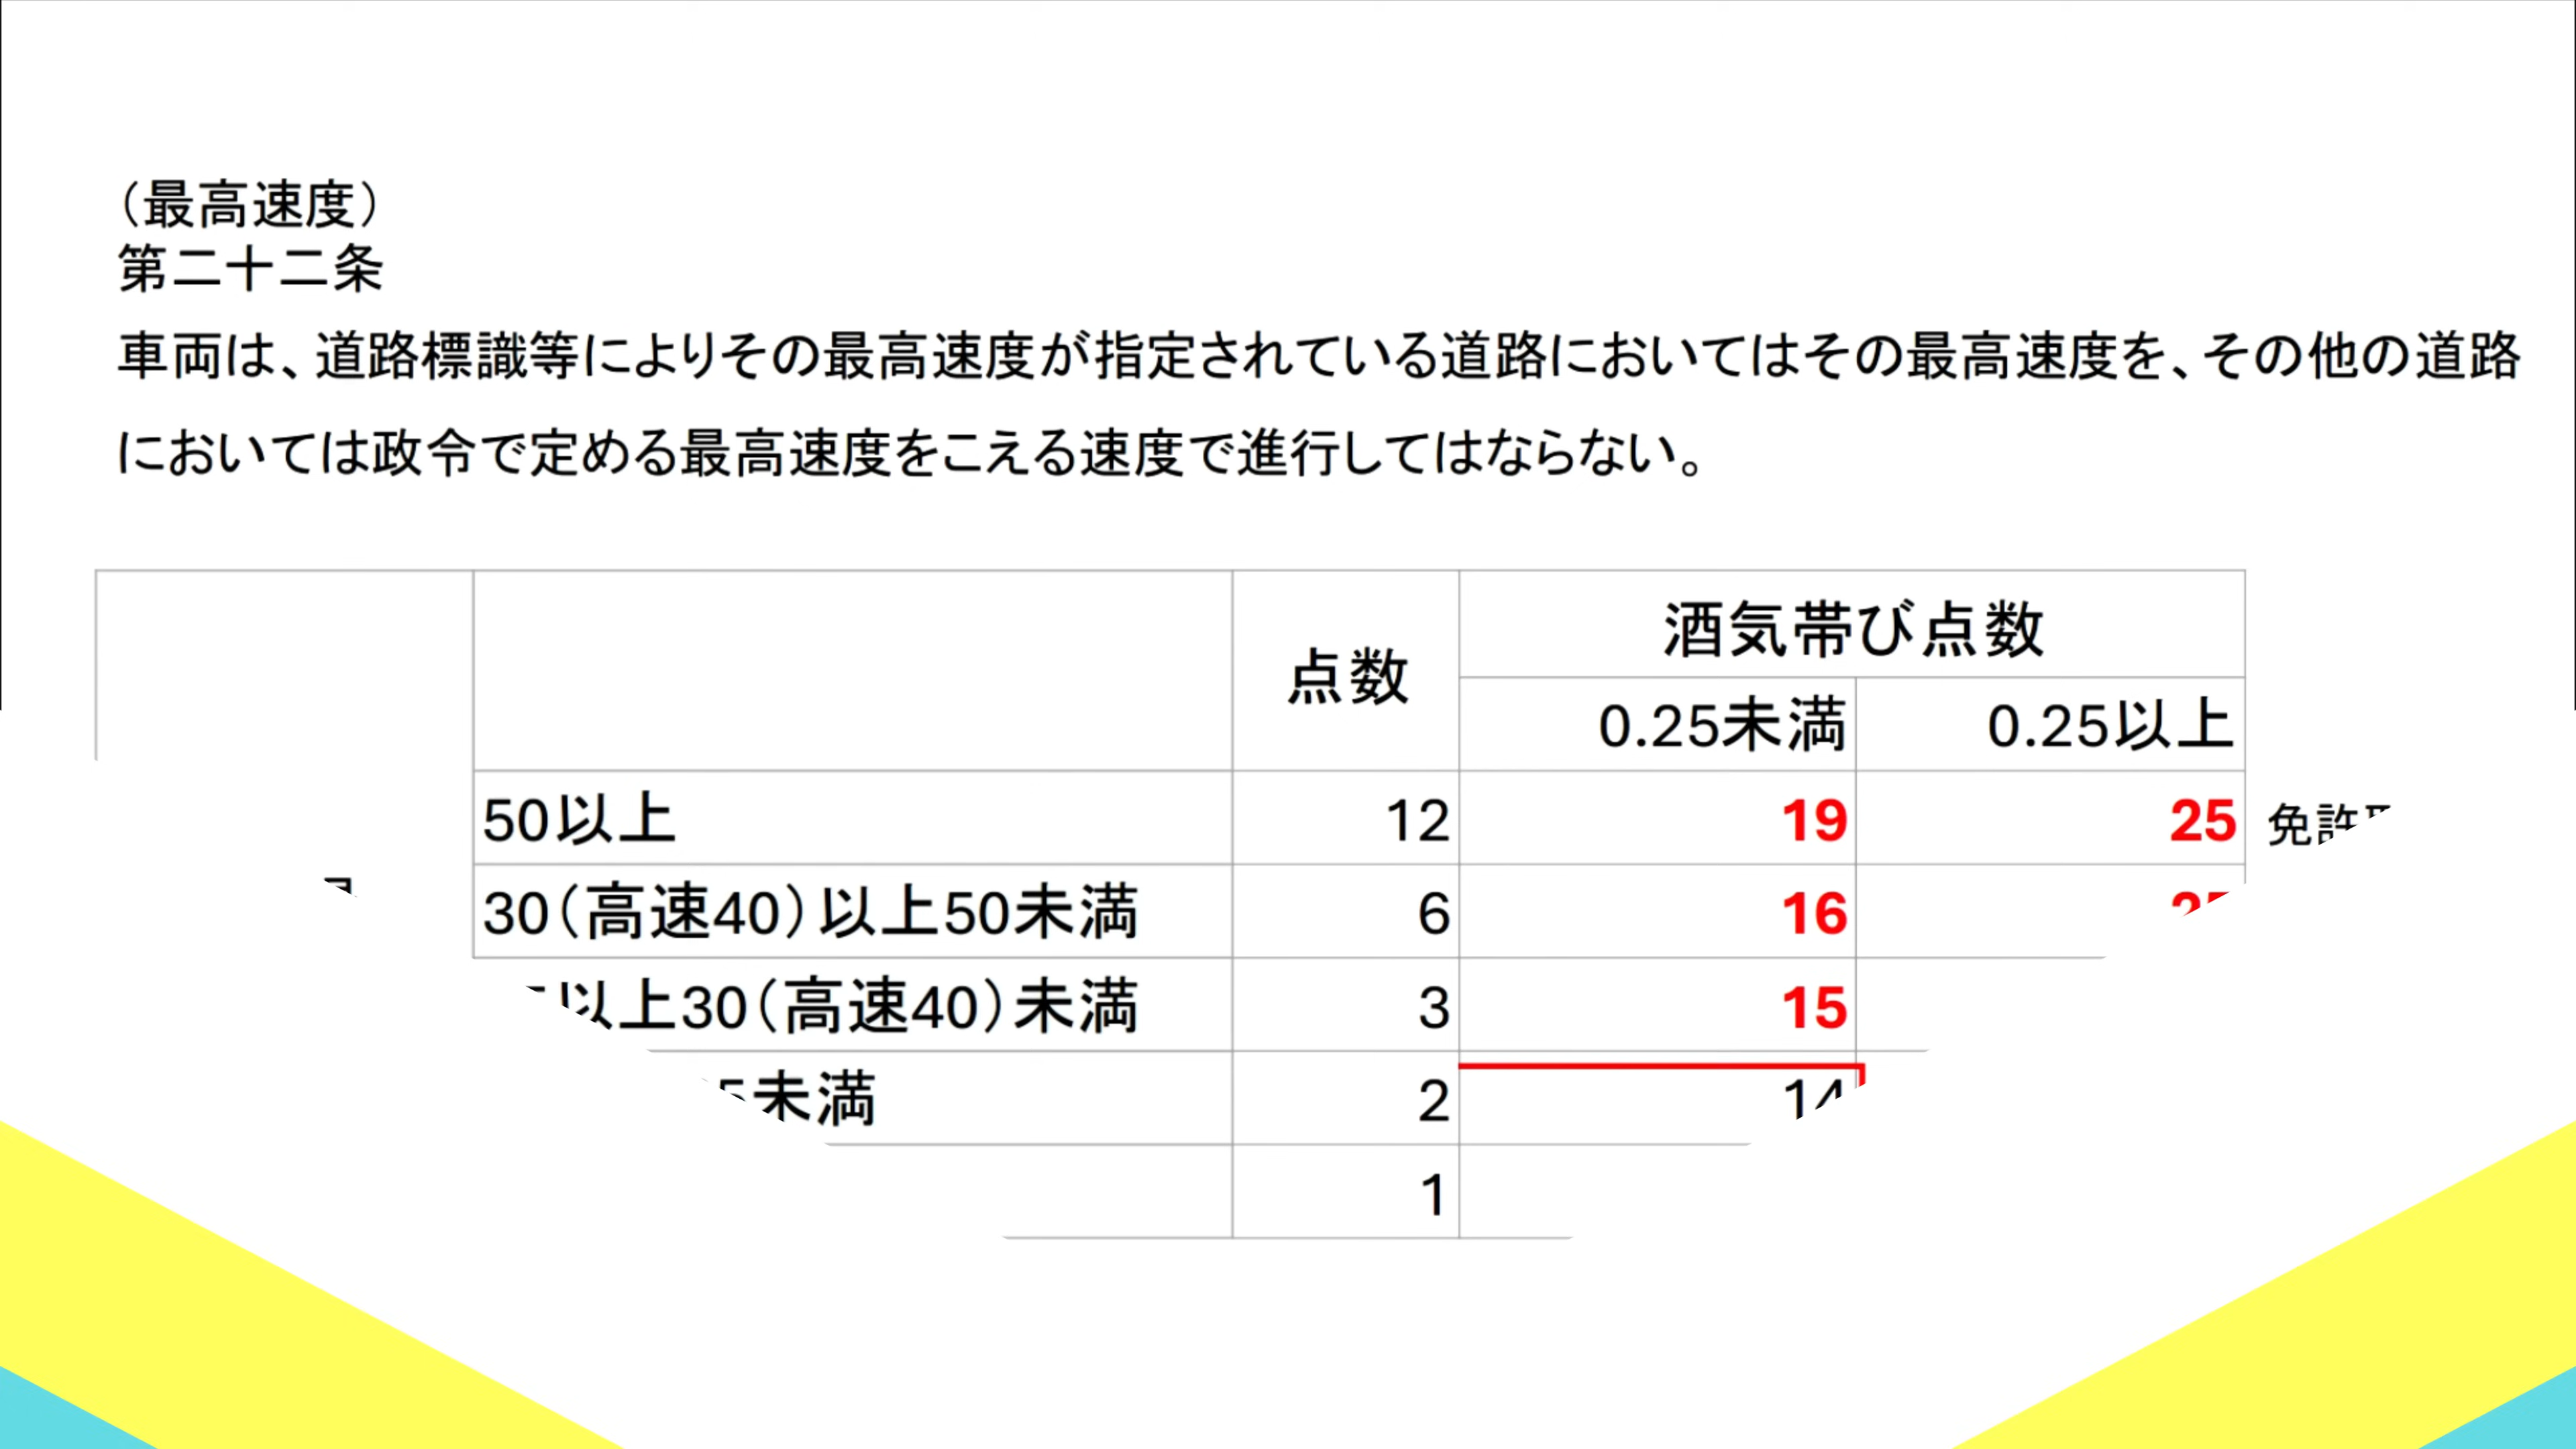 （最高速度）
第二十二条
車両は、道路標識等によりその最高速度が指定されている道路においてはその最高速度を、その他の道路
においては政令で定める最高速度をこえる速度で進行してはならない。
点数 酒気帯び点数
0.25未満 0.25以上
50以上 12 19 25 免許
30（高速40）以上50未満 6 16
以上30（高速40）未満 3 15
未満 2 14
1